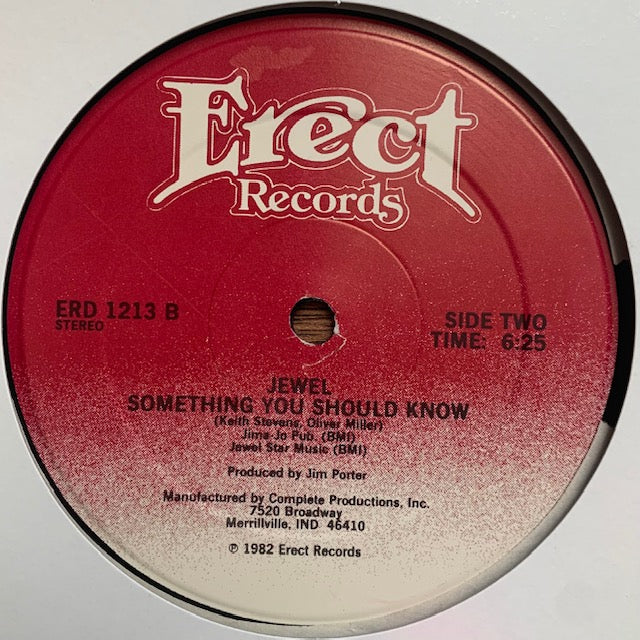 Erect
Records
ERD 1213 B
STEREO
SIDE TWO
TIME: 6:25
JEWEL
SOMETHING YOU SHOULD KNOW
(Keith Stevens, Oliver Miller)
Jims Jo Pub. (BMI)
Jewel Star Music (BMI)
Produced by Jim Porter
Manufactured by Complete Productions, Inc.
7520 Broadway
Merrillville, IND 46410
℗ 1982 Erect Records